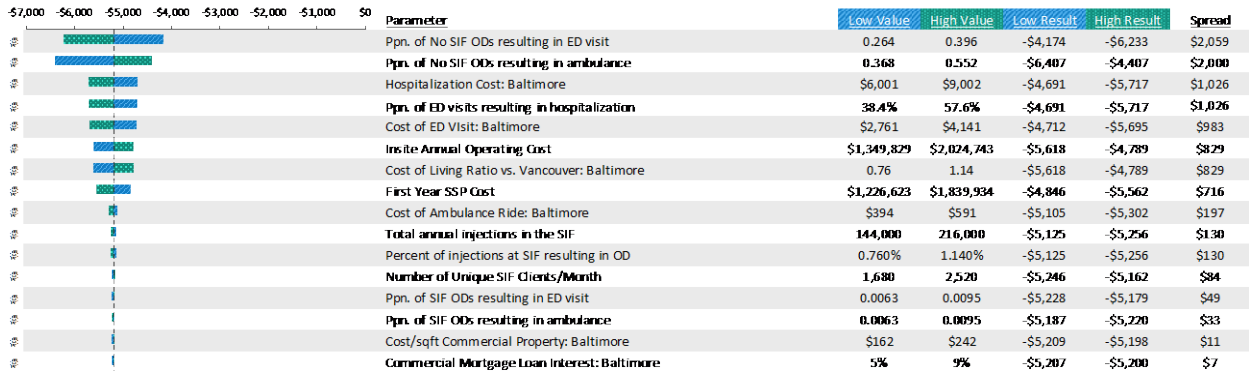 -$7,000 -$6,000 -$5,000 -$4,000 -$3,000 -$2,000 -$1,000 $0 Parameter Low Value High Value Low Result High Result Spread
Ppn. of No SIF ODs resulting in ED visit 0.264 0.396 -$4,174 -$6,233 $2,059
Ppn. of No SIF ODs resulting in ambulance 0.368 0.552 -$6,407 -$4,407 $2,000
Hospitalization Cost: Baltimore $6,001 $9,002 -$4,691 -$5,717 $1,026
Ppn. of ED visits resulting in hospitalization 38.4% 57.6% -$4,691 -$5,717 $1,026
Cost of ED VIsit: Baltimore $2,761 $4,141 -$4,712 -$5,695 $983
Insite Annual Operating Cost $1,349,829 $2,024,743 -$5,618 -$4,789 $829
Cost of Living Ratio vs. Vancouver: Baltimore 0.76 1.14 -$5,618 -$4,789 $829
First Year SSP Cost $1,226,623 $1,839,934 -$4,846 -$5,562 $716
Cost of Ambulance Ride: Baltimore $394 $591 -$5,105 -$5,302 $197
Total annual injections in the SIF 144,000 216,000 -$5,125 -$5,256 $130
Percent of injections at SIF resulting in OD 0.760% 1.140% -$5,125 -$5,256 $130
Number of Unique SIF Clients/Month 1,680 2,520 -$5,246 -$5,162 $84
Ppn. of SIF ODs resulting in ED visit 0.0063 0.0095 -$5,228 -$5,179 $49
Ppn. of SIF ODs resulting in ambulance 0.0063 0.0095 -$5,187 -$5,220 $33
Cost/sqft Commercial Property: Baltimore $162 $242 -$5,209 -$5,198 $11
Commercial Mortgage Loan Interest: Baltimore 5% 9% -$5,207 -$5,200 $7